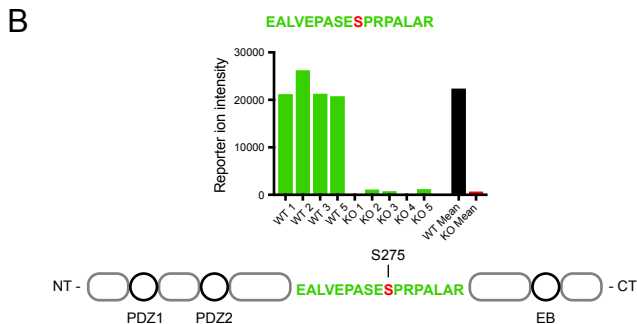 B
EALVEPASESPRPALAR
Reporter ion intensity
30000
20000
10000
0
WT 1
WT 2
WT 3
WT 5
KO 1
KO 2
KO 3
KO 4
KO 5
WT Mean
KO Mean
S275
NT - EALVEPASESPRPALAR - CT
PDZ1 PDZ2 EB